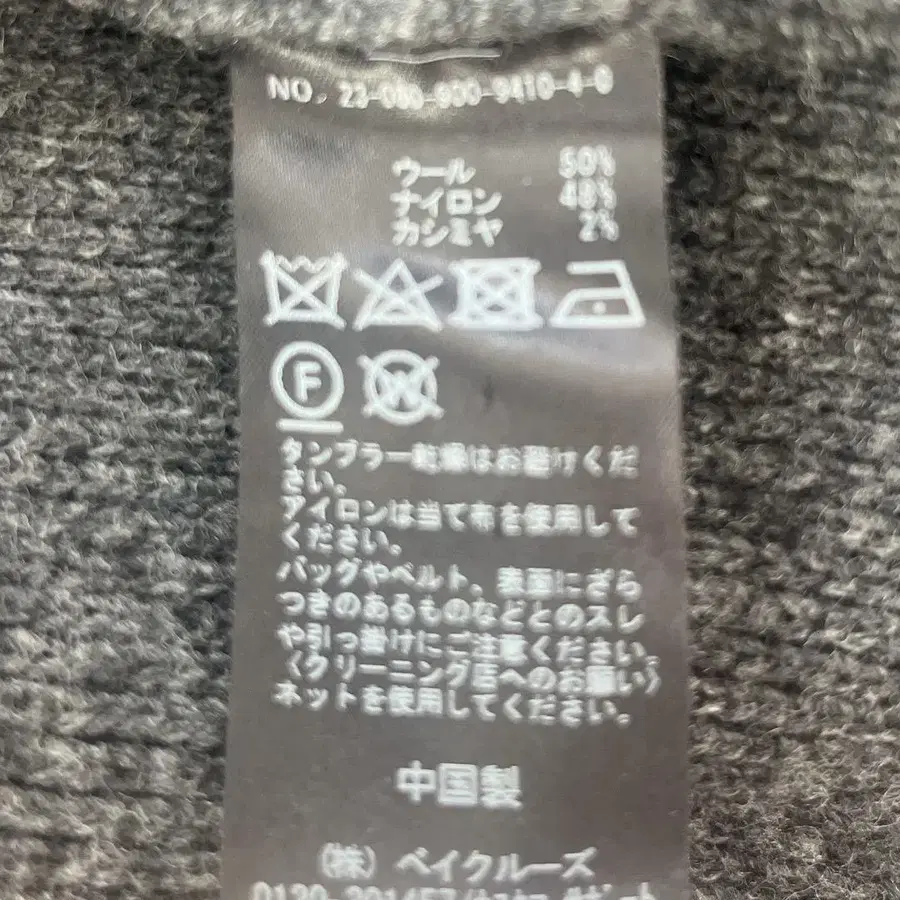 NO. 23-080-900-9410-4-0
ウール 50%
ナイロン 48%
カシミヤ 2%
F W
タンブラー乾燥はお避けくだ
さい。
アイロンは当て布を使用して
ください。
バッグやベルト、表面にざら
つきのあるものなどとのスレ
や引っ掛けにご注意ください。
〈クリーニング店へのお願い〉
ネットを使用してください。
中国製
(株) ベイクルーズ